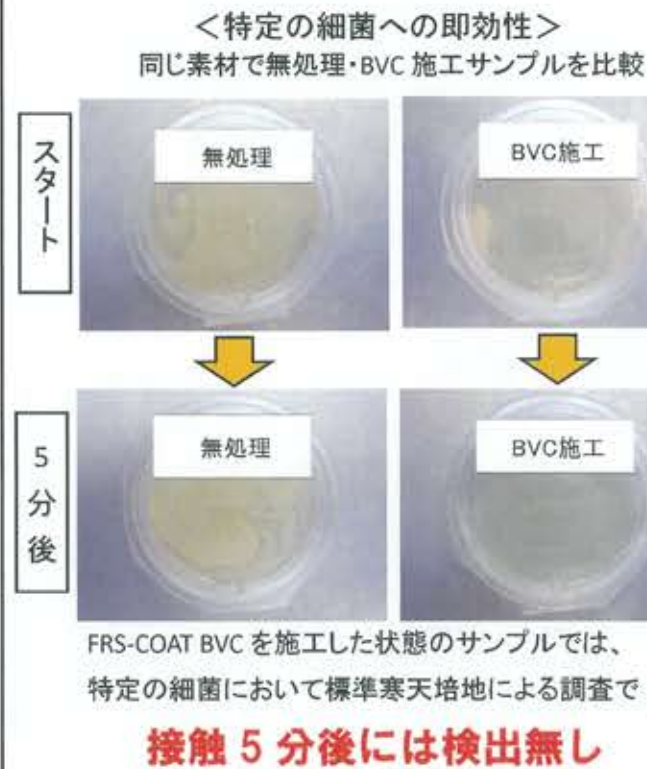 ＜特定の細菌への即効性＞
同じ素材で無処理・BVC 施工サンプルを比較
スタート
無処理
BVC施工
5分後
無処理
BVC施工
FRS-COAT BVC を施工した状態のサンプルでは、
特定の細菌において標準寒天培地による調査で
接触 5 分後には検出無し